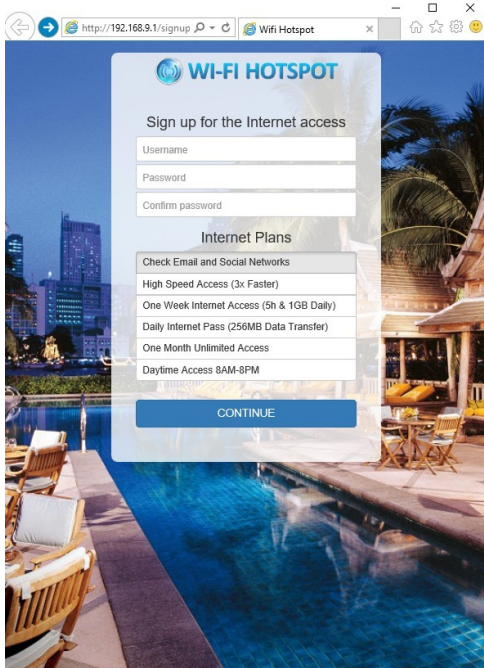 http://192.168.9.1/signup
Wifi Hotspot
WI-FI HOTSPOT
Sign up for the Internet access
Username
Password
Confirm password
Internet Plans
Check Email and Social Networks
High Speed Access (3x Faster)
One Week Internet Access (5h & 1GB Daily)
Daily Internet Pass (256MB Data Transfer)
One Month Unlimited Access
Daytime Access 8AM-8PM
CONTINUE